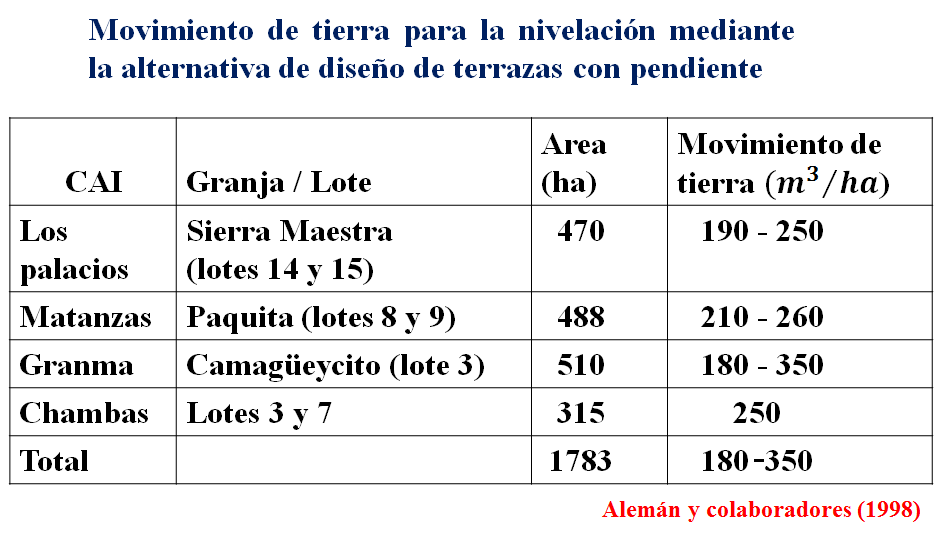 Movimiento de tierra para la nivelación mediante
la alternativa de diseño de terrazas con pendiente
CAI Granja / Lote Area (ha) Movimiento de tierra (m³/ha)
Los palacios Sierra Maestra (lotes 14 y 15) 470 190 - 250
Matanzas Paquita (lotes 8 y 9) 488 210 - 260
Granma Camagüeycito (lote 3) 510 180 - 350
Chambas Lotes 3 y 7 315 250
Total 1783 180-350
Alemán y colaboradores (1998)